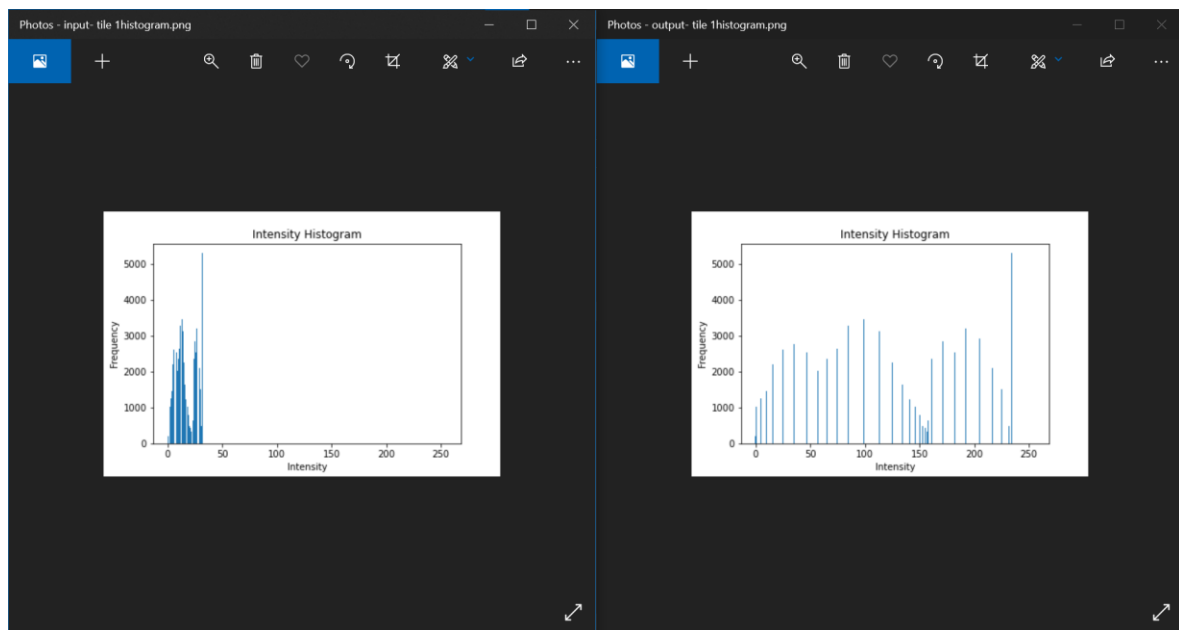 Photos - input- tile 1histogram.png
Intensity Histogram
5000
4000
3000
2000
1000
0
Frequency
0 50 100 150 200 250
Intensity
Photos - output- tile 1histogram.png
Intensity Histogram
5000
4000
3000
2000
1000
0
Frequency
0 50 100 150 200 250
Intensity